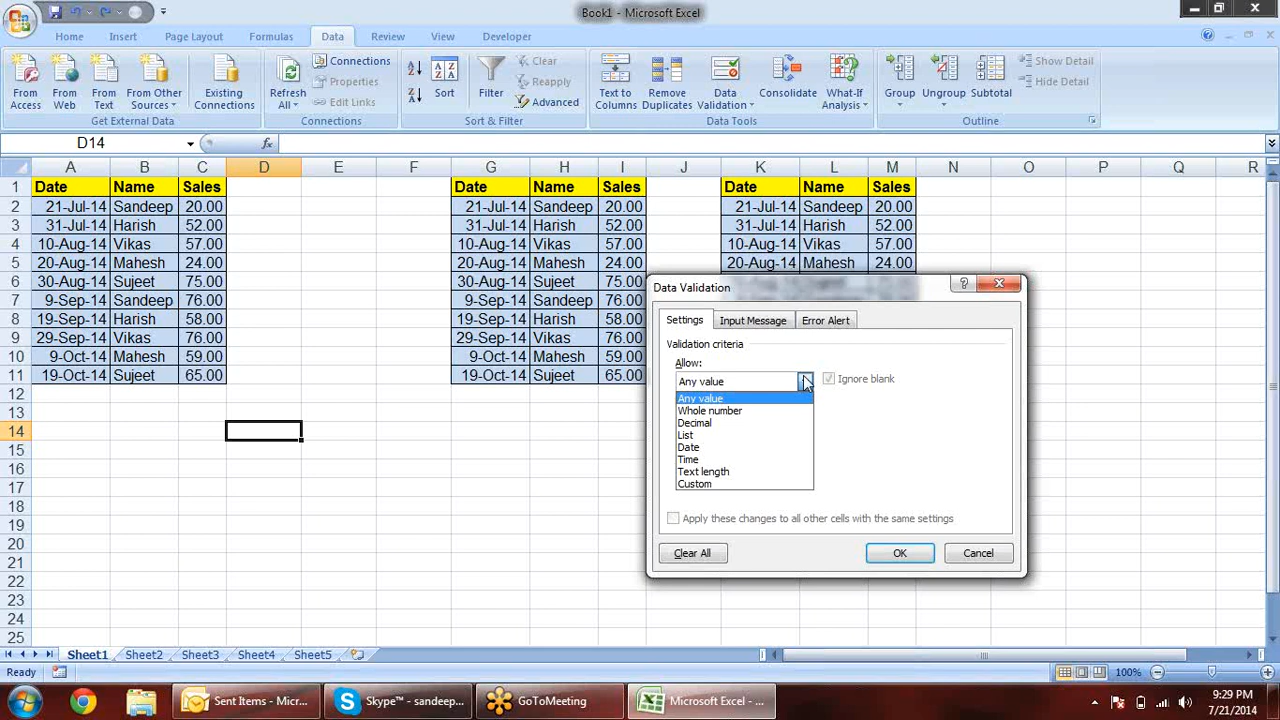 Book1 - Microsoft Excel
Home Insert Page Layout Formulas Data Review View Developer
From Access
From Web
From Text
From Other Sources
Existing Connections
Get External Data
Refresh All
Connections
Properties
Edit Links
Connections
Sort
Filter
Clear
Reapply
Advanced
Sort & Filter
Text to Columns
Remove Duplicates
Data Validation
Consolidate
What-If Analysis
Data Tools
Group
Ungroup
Subtotal
Show Detail
Hide Detail
Outline
D14 fx
A B C D E F G H I J K L M N O P Q R
1 Date Name Sales Date Name Sales Date Name Sales
2 21-Jul-14 Sandeep 20.00 21-Jul-14 Sandeep 20.00 21-Jul-14 Sandeep 20.00
3 31-Jul-14 Harish 52.00 31-Jul-14 Harish 52.00 31-Jul-14 Harish 52.00
4 10-Aug-14 Vikas 57.00 10-Aug-14 Vikas 57.00 10-Aug-14 Vikas 57.00
5 20-Aug-14 Mahesh 24.00 20-Aug-14 Mahesh 24.00 20-Aug-14 Mahesh 24.00
6 30-Aug-14 Sujeet 75.00 30-Aug-14 Sujeet 75.00
7 9-Sep-14 Sandeep 76.00 9-Sep-14 Sandeep 76.00
8 19-Sep-14 Harish 58.00 19-Sep-14 Harish 58.00
9 29-Sep-14 Vikas 76.00 29-Sep-14 Vikas 76.00
10 9-Oct-14 Mahesh 59.00 9-Oct-14 Mahesh 59.00
11 19-Oct-14 Sujeet 65.00 19-Oct-14 Sujeet 65.00
12
13
14
15
16
17
18
19
20
21
22
23
24
25
Data Validation
Settings Input Message Error Alert
Validation criteria
Allow:
Any value
Ignore blank
Any value
Whole number
Decimal
List
Date
Time
Text length
Custom
Apply these changes to all other cells with the same settings
Clear All OK Cancel
Sheet1 Sheet2 Sheet3 Sheet4 Sheet5
Ready 100%
Sent Items - Micr...
Skype™ - sandeep...
GoToMeeting
Microsoft Excel - ...
9:29 PM
7/21/2014